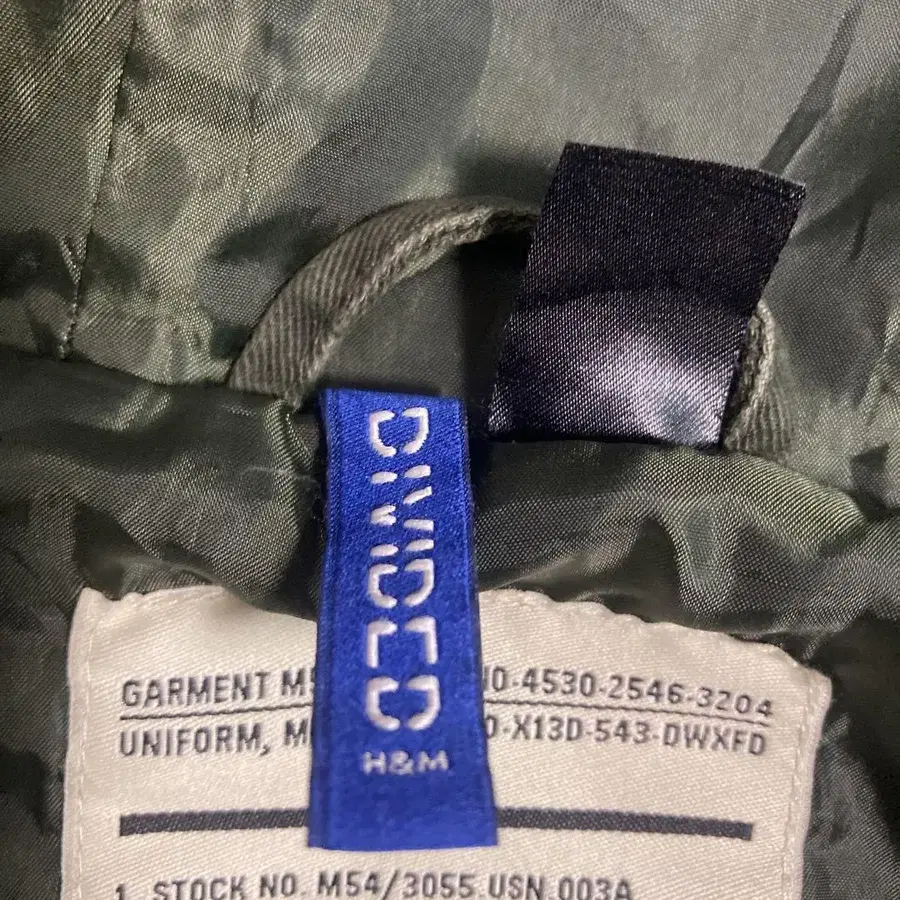 DIVIDED
H&M
GARMENT 0-4530-2546-3204
UNIFORM, -X13D-543-DWXFD
1. STOCK NO. M54/3055.USN.003A